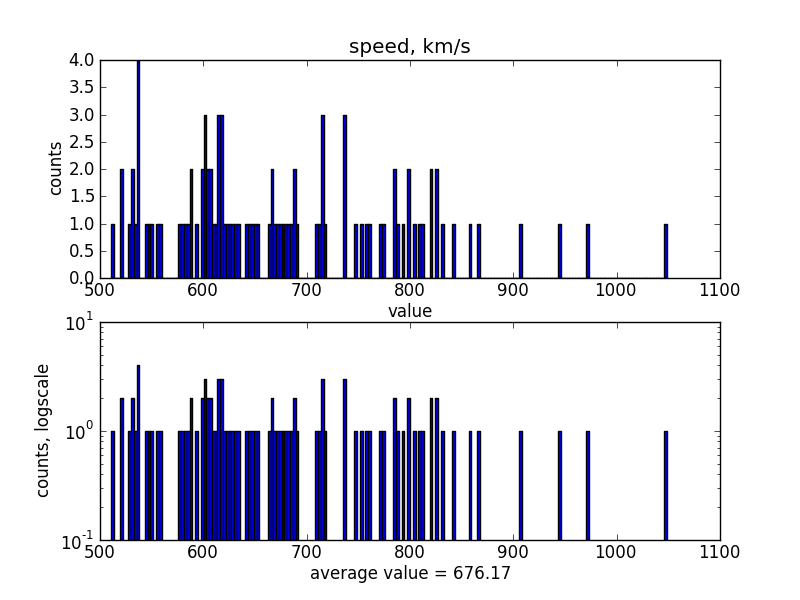 speed, km/s
4.0
3.5
3.0
2.5
2.0
1.5
1.0
0.5
0.0
counts
500 600 700 800 900 1000 1100
value
10^1
10^0
10^-1
counts, logscale
500 600 700 800 900 1000 1100
average value = 676.17